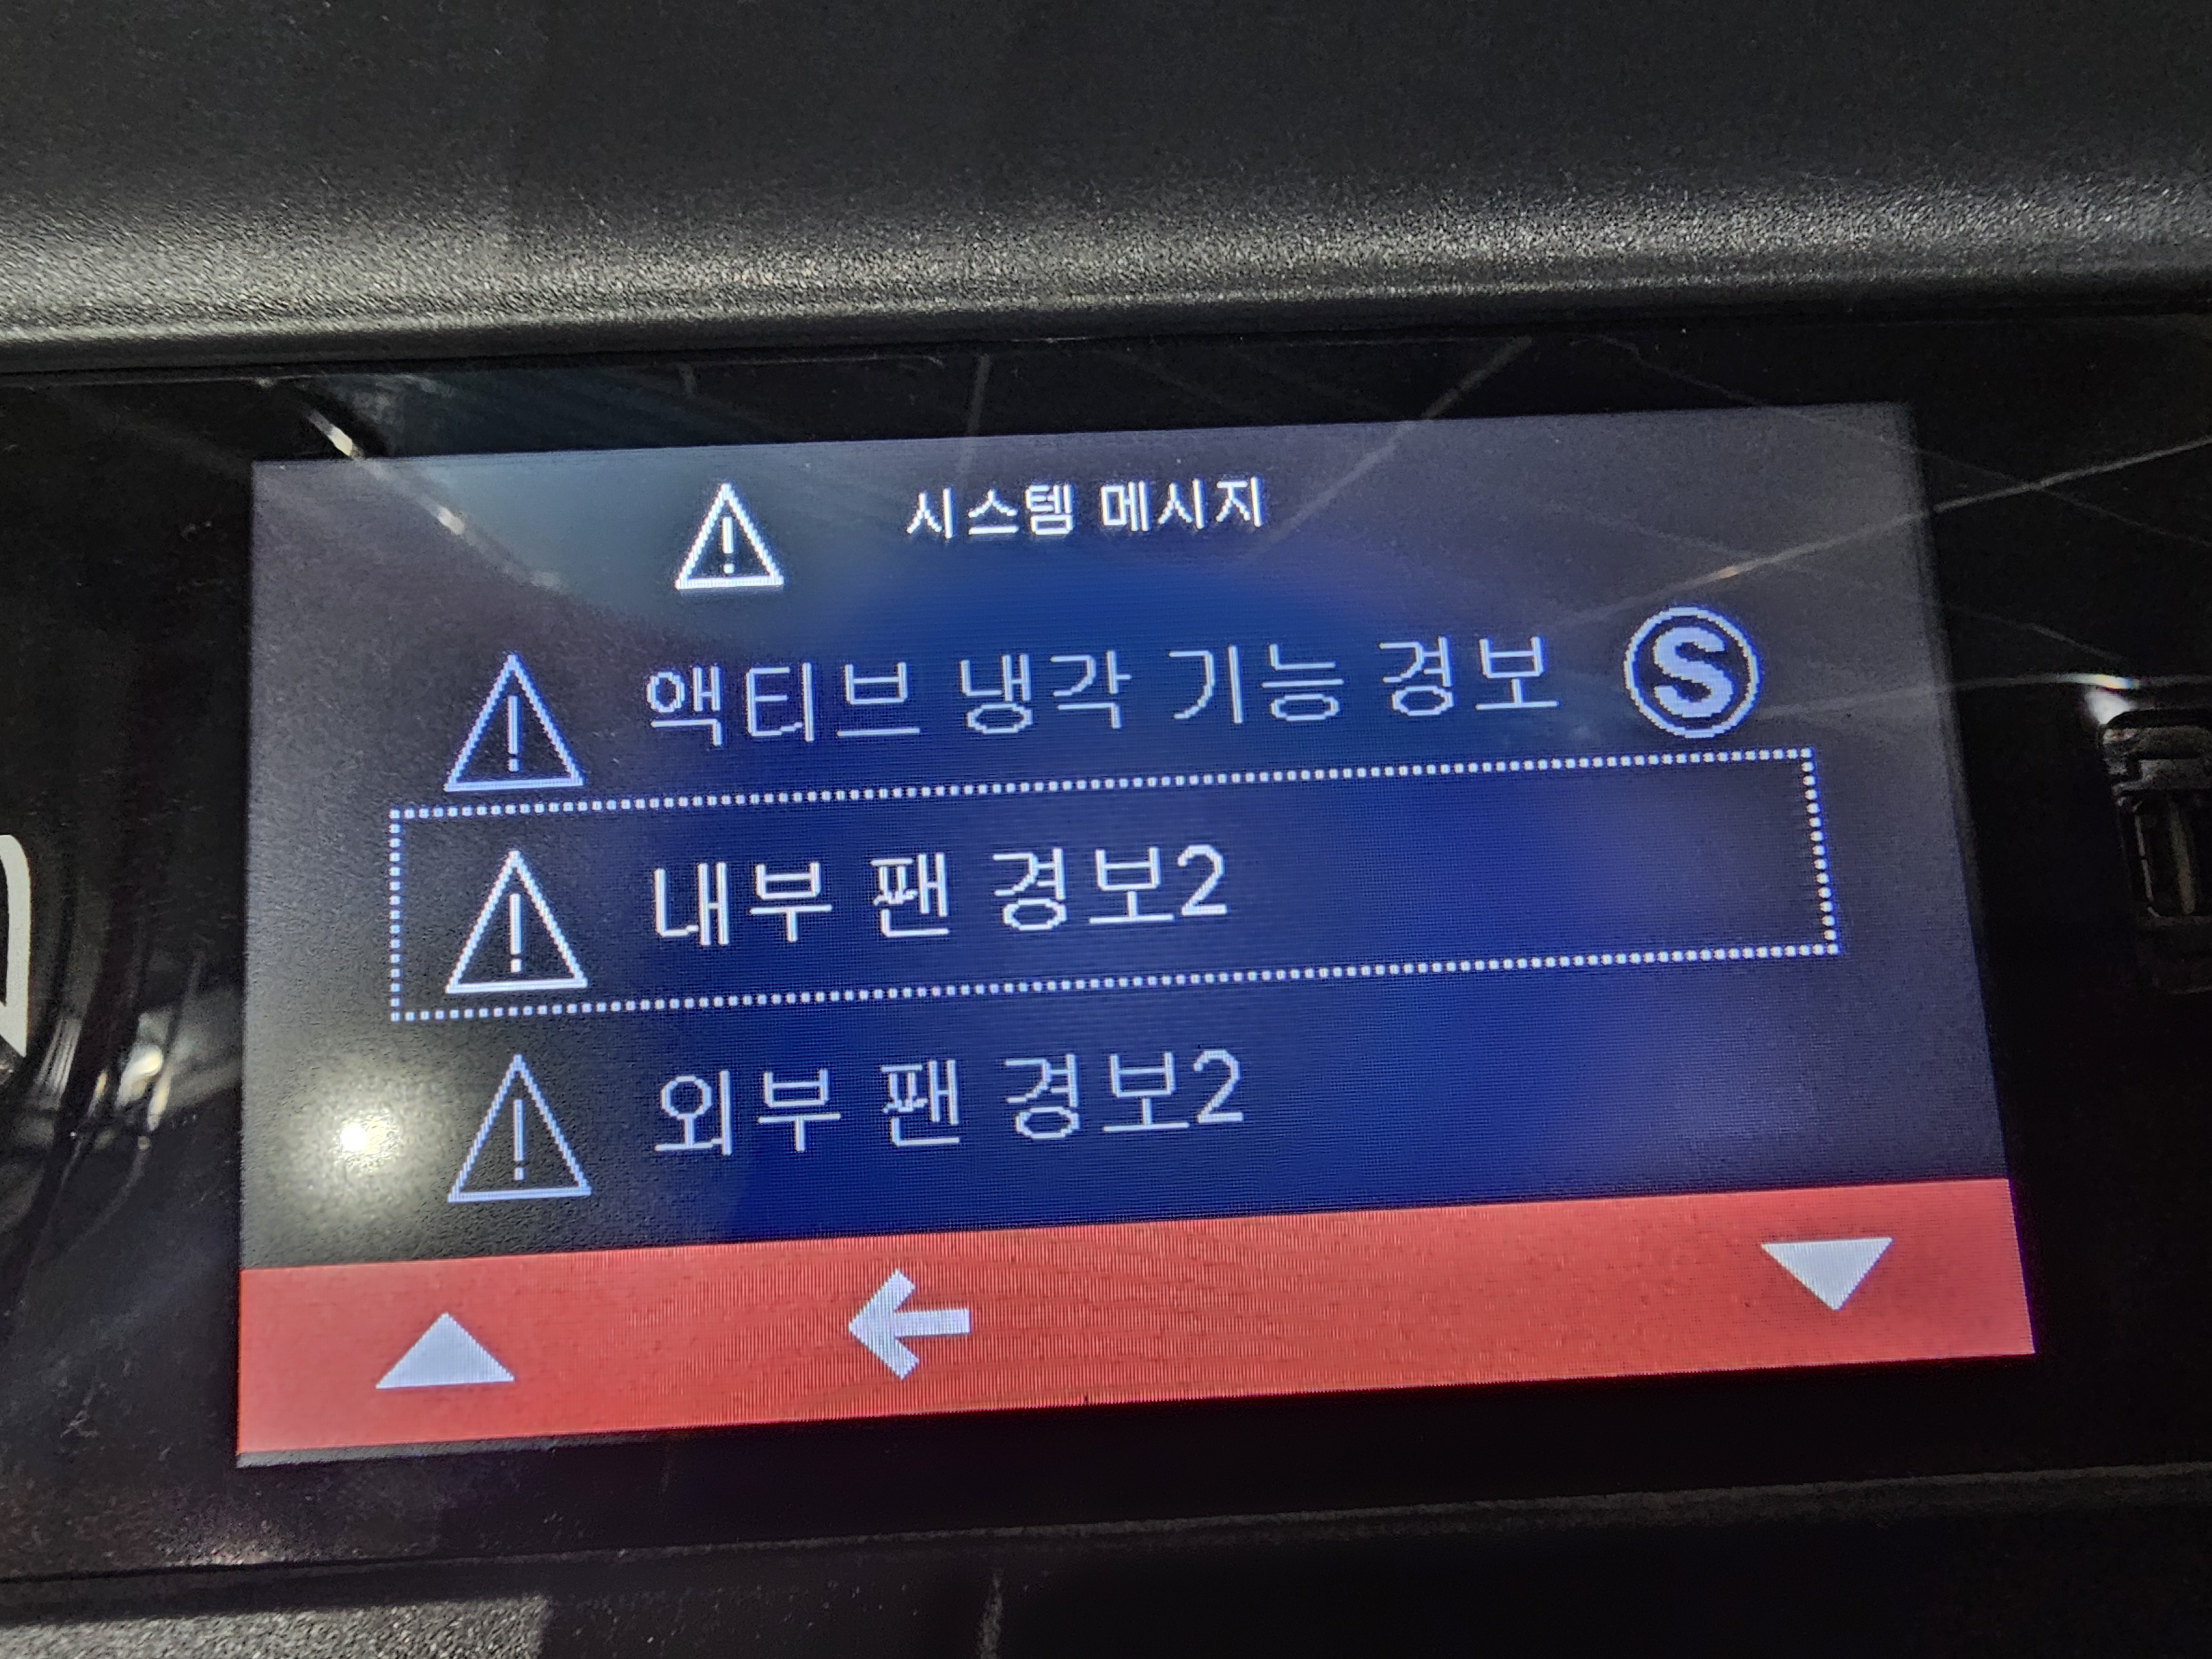 시스템 메시지
액티브 냉각 기능 경보 S
내부 팬 경보2
외부 팬 경보2